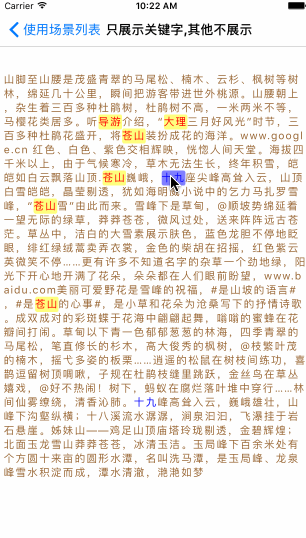 Carrier 10:22 AM
使用场景列表 只展示关键字,其他不展示
山脚至山腰是茂盛青翠的马尾松、楠木、云杉、枫树等树
林，绵延几十公里，瞬间把游客带进世外桃源。山腰朝上
，杂生着三百多种杜鹃树，杜鹃树不高，一米两米不等，
马樱花类居多。听导游介绍，“大理三月好风光”时节，三
百多种杜鹃花盛开，将苍山装扮成花的海洋。www.googl
e.cn 红色、白色、紫色交相辉映，恍惚人间天堂。海拔四
千米以上，由于气候寒冷，草木无法生长，终年积雪，皑
皑如白云飘落山顶。苍山巍峨，十九座尖峰高耸入云，山顶
白雪皑皑，晶莹剔透，犹如海明威小说中的乞力马扎罗雪
峰，“苍山雪”由此而来。雪峰下是草甸，@顺坡势绵延着
一望无际的绿草，莽莽苍苍，微风过处，送来阵阵远古苍
茫。草丛中，洁白的大雪素展示肤色，蓝色龙胆不停地眨
眼，绯红绿绒蒿卖弄衣裳，金色的柴胡在招摇，红色紫云
英微笑不停……更有许多不知道名字的杂草一个劲地绿，阳
光下开心地开满了花朵，朵朵都在人们眼前盼望，www.b
aidu.com美丽可爱野花是雪峰的祝福，#是山坡的语言#
，#是苍山的心事#，是小草和花朵为沧桑写下的抒情诗歌
。成双成对的彩斑蝶于花海中翩翩起舞，嗡嗡的蜜蜂在花
瓣间打闹。草甸以下青一色郁郁葱葱的林海，四季青翠的
马尾松，笔直修长的杉木，高大俊秀的枫树，@枝繁叶茂
的楠木，摇弋多姿的板栗……逍遥的松鼠在树枝间练功，喜
鹊逗留树顶啁啾，子规在杜鹃枝缝里跳跃，金丝鸟在草丛
嬉戏，@好不热闹！树下，蚂蚁在腐烂落叶堆中穿行……林
间仙雾缭绕，清香沁肺。十九峰高耸入云，巍峨雄壮，山
峰下沟壑纵横；十八溪流水潺潺，涧泉汩汩，飞瀑挂于岩
石悬崖。姊妹山——鸡足山顶庙塔玲珑剔透，金碧辉煌；
北面玉龙雪山莽莽苍苍，冰清玉洁。玉局峰下百余米处有
个方圆十来亩的圆形水潭，名叫洗马潭，是玉局峰、龙泉
峰雪水积淀而成，潭水清澈，滟滟如梦